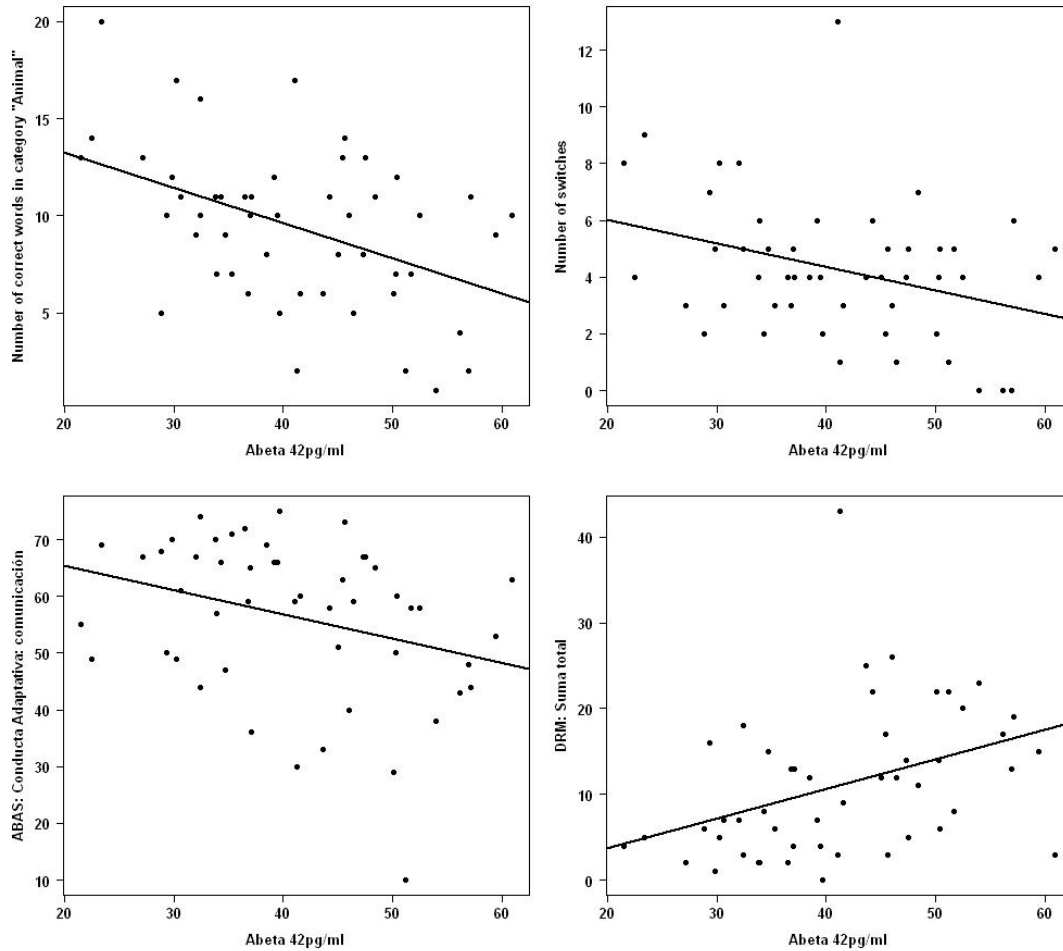 Number of correct words in category "Animal"
20
15
10
5
20 30 40 50 60
Abeta 42pg/ml
Number of switches
12
10
8
6
4
2
0
20 30 40 50 60
Abeta 42pg/ml
ABAS: Conducta Adaptativa: comunicación
70
60
50
40
30
20
10
20 30 40 50 60
Abeta 42pg/ml
DRM: Suma total
40
30
20
10
0
20 30 40 50 60
Abeta 42pg/ml